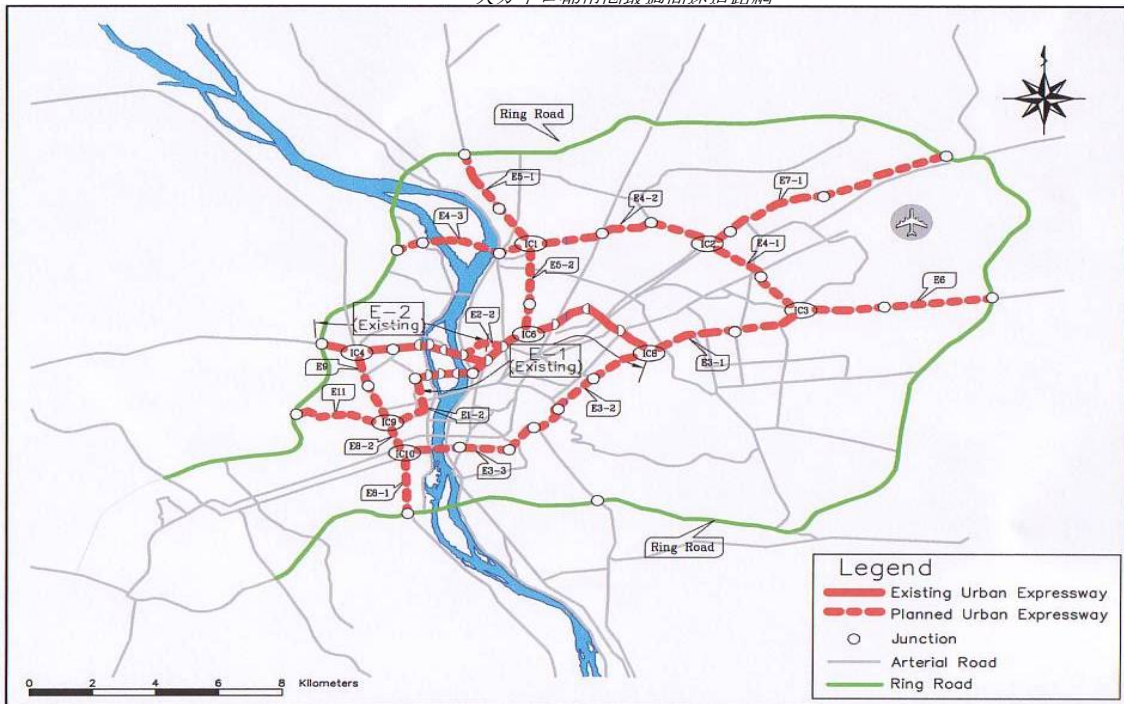 Ring Road
E5-1
E7-1
E4-2
E4-3
IC1
IC2
E4-1
E5-2
E6
E-2
(Existing)
E2-2
IC3
IC6
E-1
(Existing)
IC4
E9
E3-1
E11
E1-2
E3-2
IC9
E8-2
IC10
E3-3
E8-1
Ring Road
Legend
Existing Urban Expressway
Planned Urban Expressway
Junction
Arterial Road
Ring Road
0 2 4 6 8 Kilometers